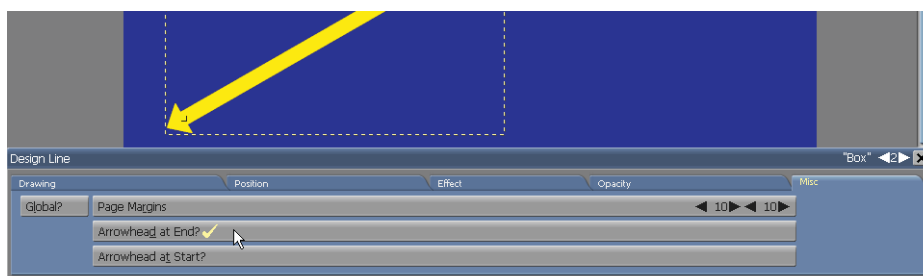 Design Line "Box" ◀2▶ X
Drawing Position Effect Opacity Misc
Global? Page Margins ◀ 10▶◀ 10▶
Arrowhead at End? ✓
Arrowhead at Start?